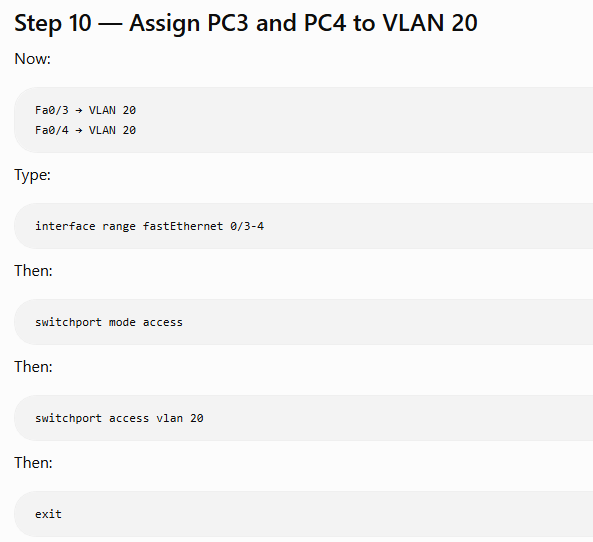 Step 10 — Assign PC3 and PC4 to VLAN 20
Now:
Fa0/3 → VLAN 20
Fa0/4 → VLAN 20
Type:
interface range fastEthernet 0/3-4
Then:
switchport mode access
Then:
switchport access vlan 20
Then:
exit